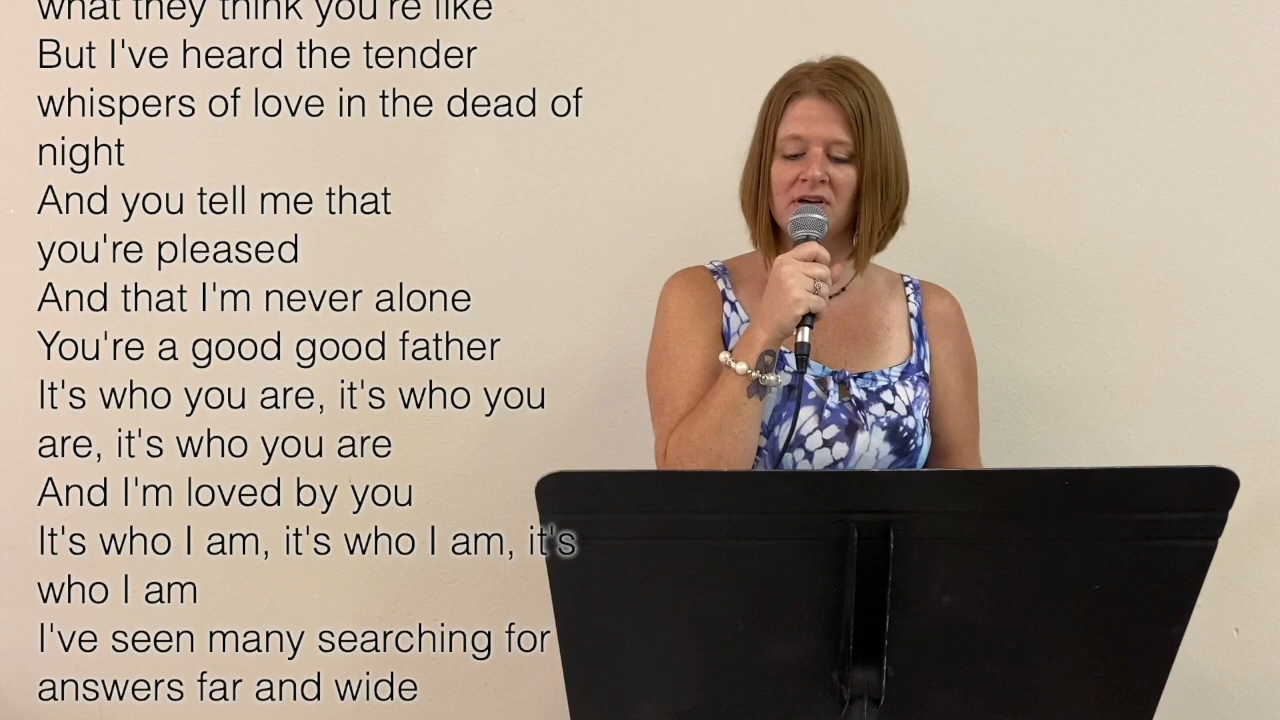 what they think you're like
But I've heard the tender
whispers of love in the dead of
night
And you tell me that
you're pleased
And that I'm never alone
You're a good good father
It's who you are, it's who you
are, it's who you are
And I'm loved by you
It's who I am, it's who I am, it's
who I am
I've seen many searching for
answers far and wide